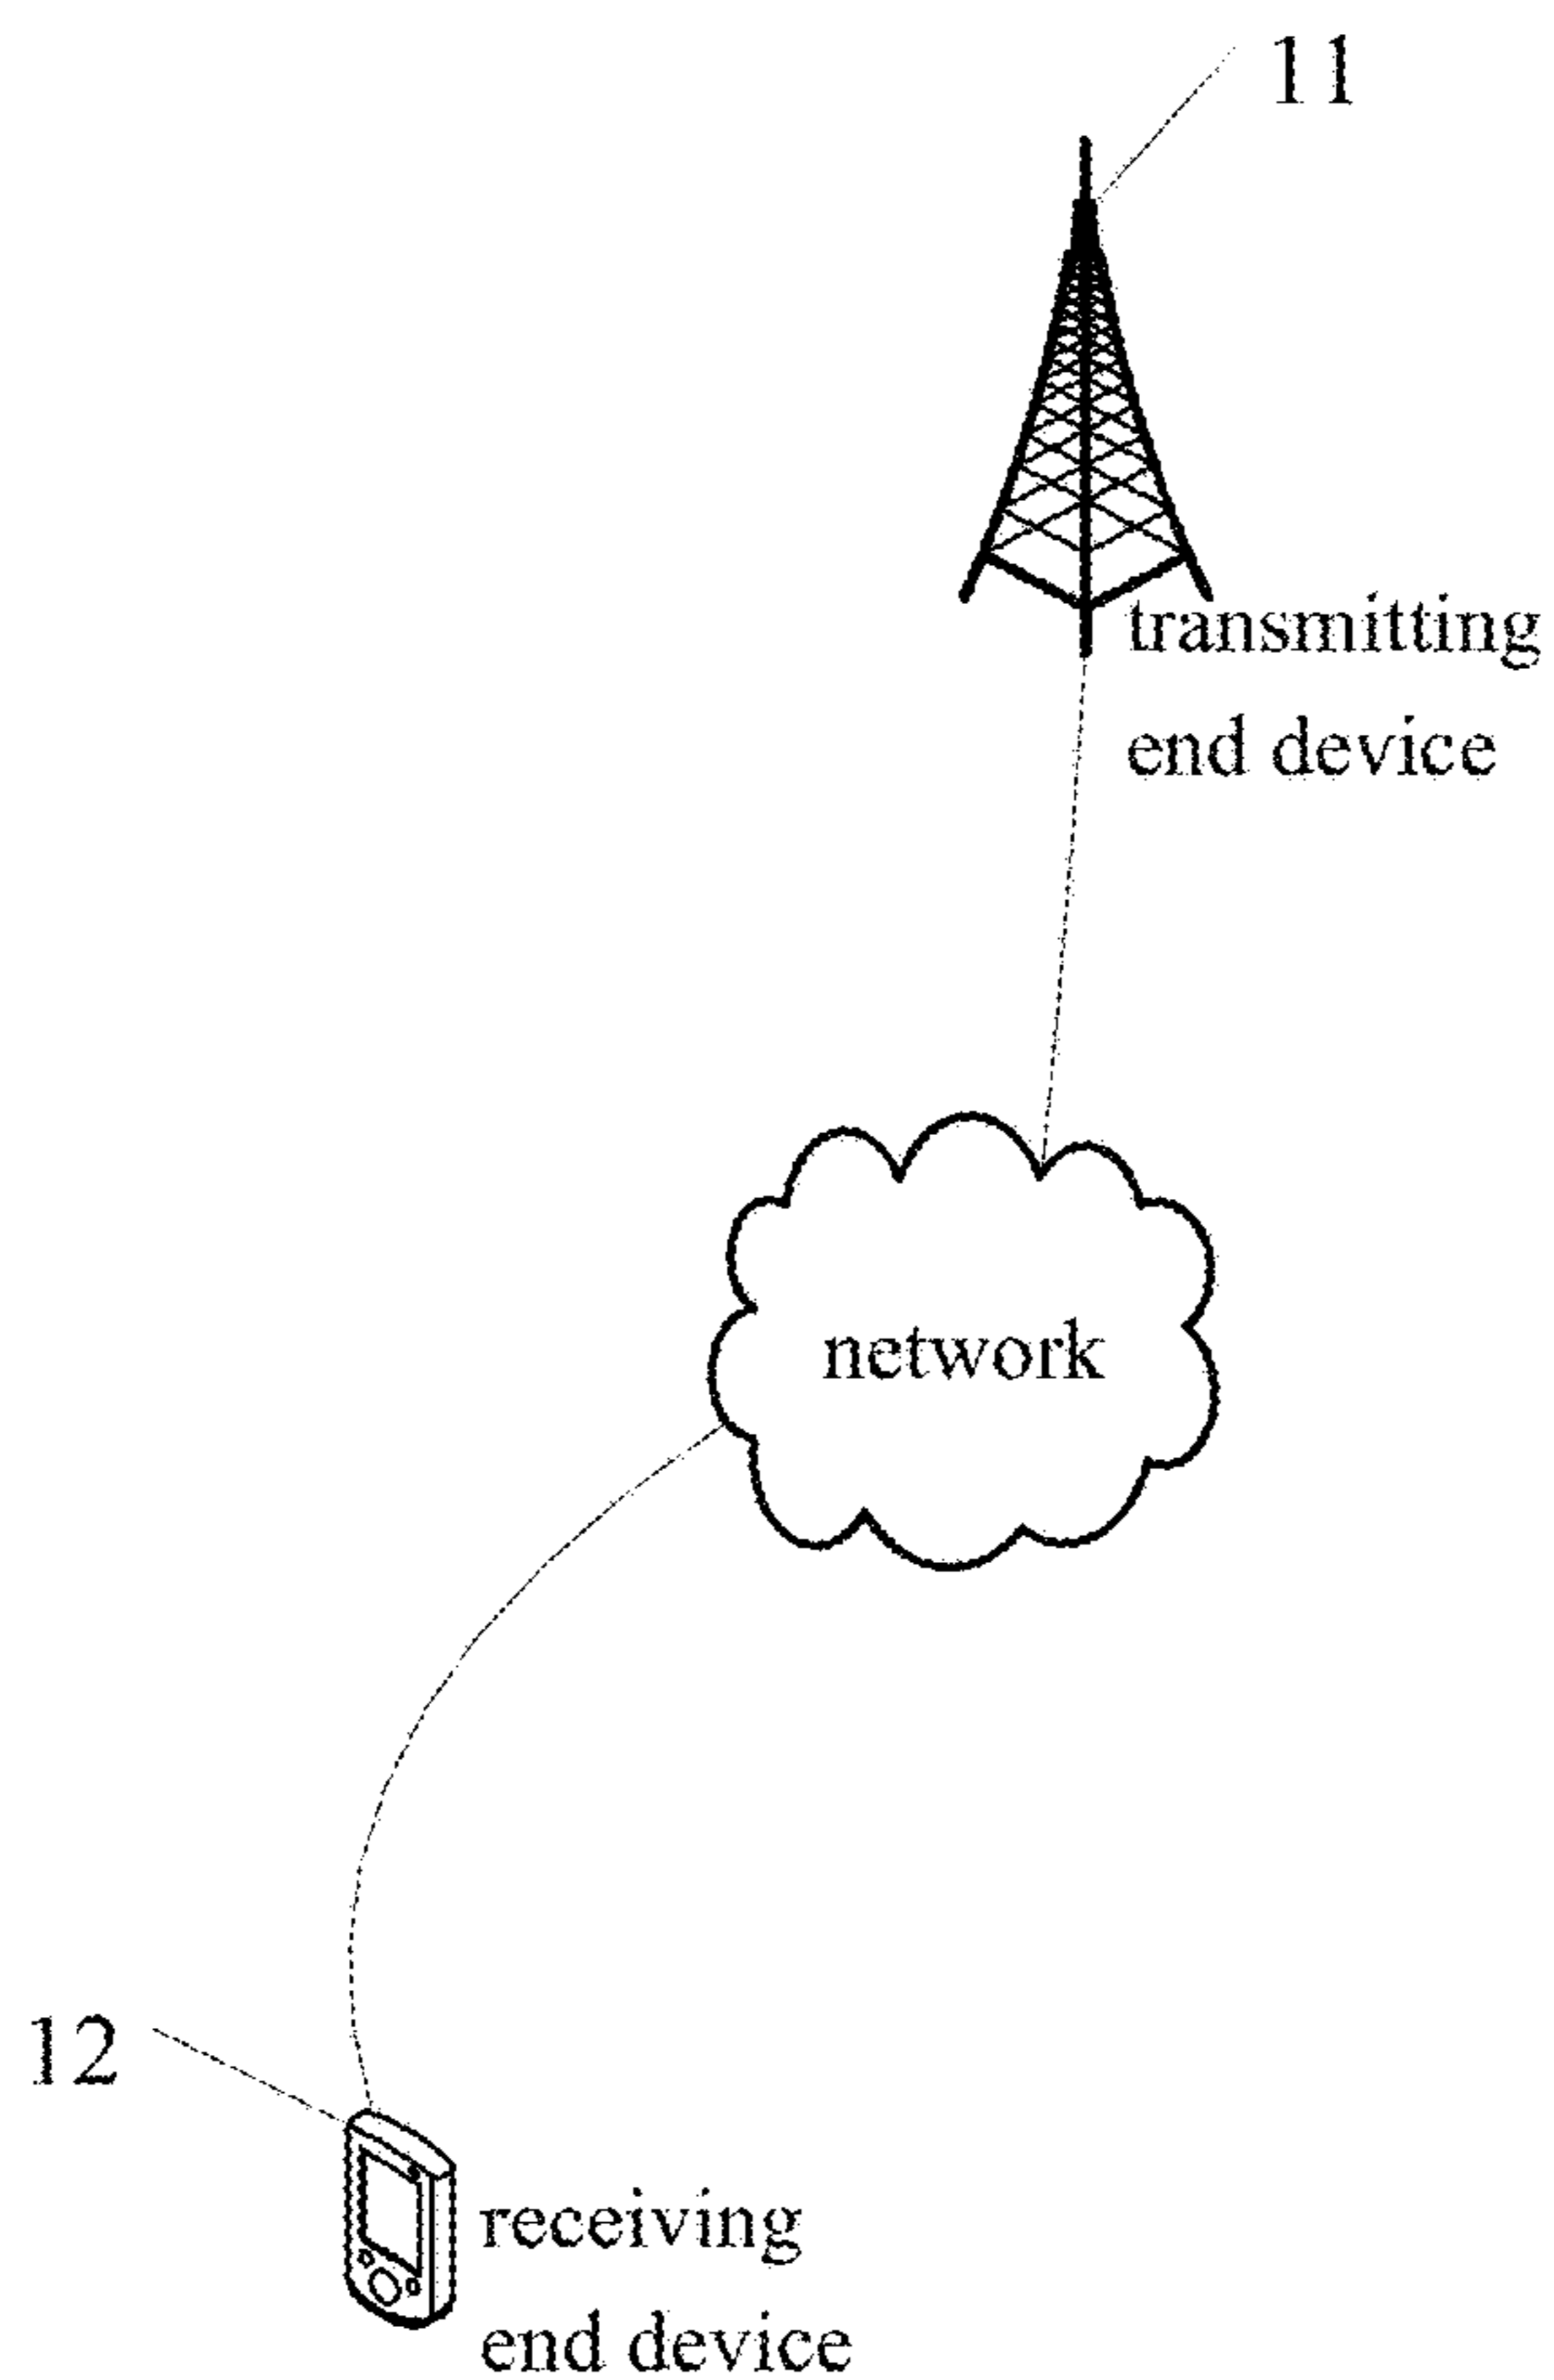 11
transmitting
end device
network
12
receiving
end device